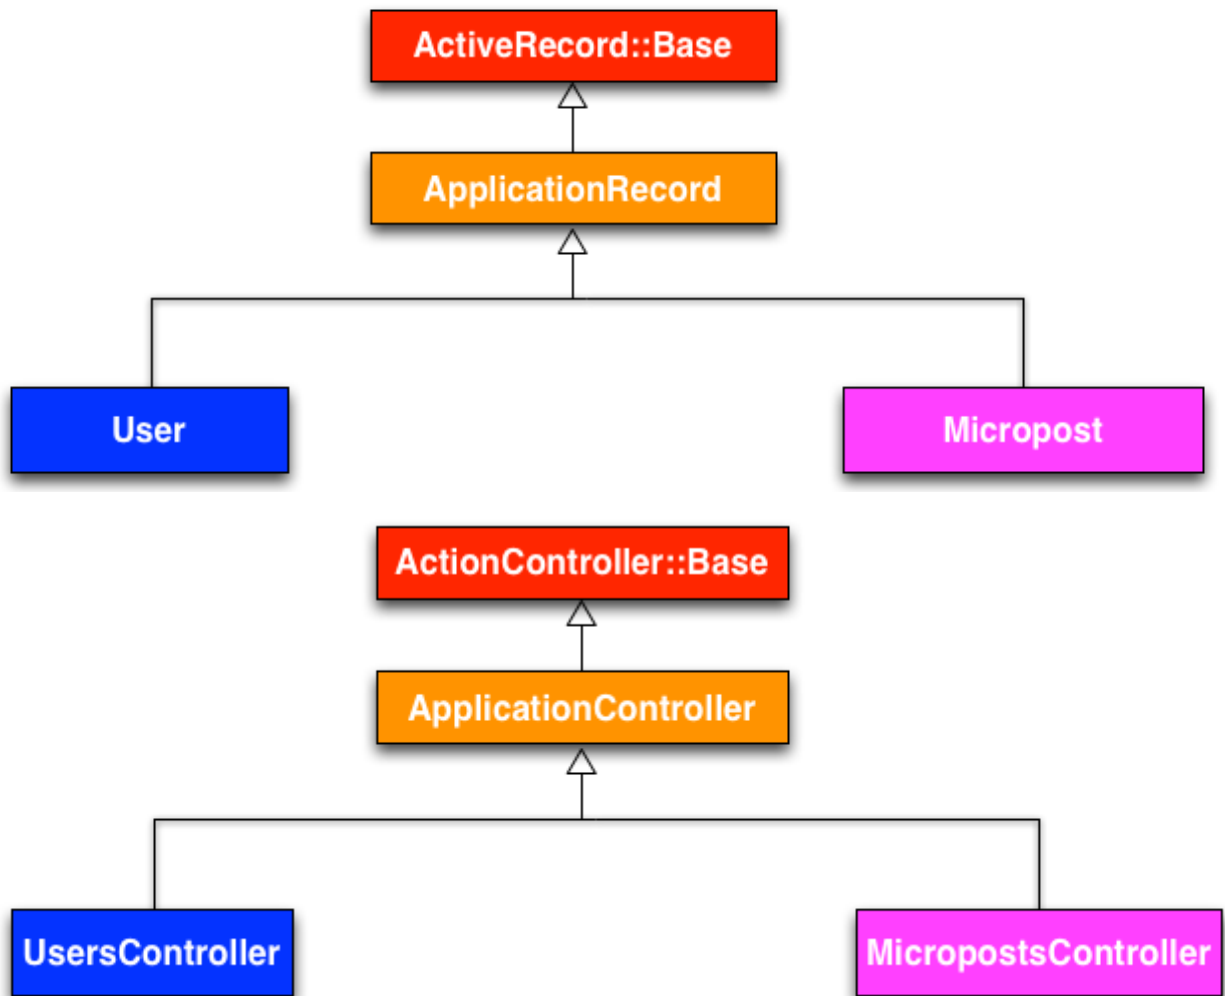 ActiveRecord::Base
ApplicationRecord
User
Micropost
ActionController::Base
ApplicationController
UsersController
MicropostsController